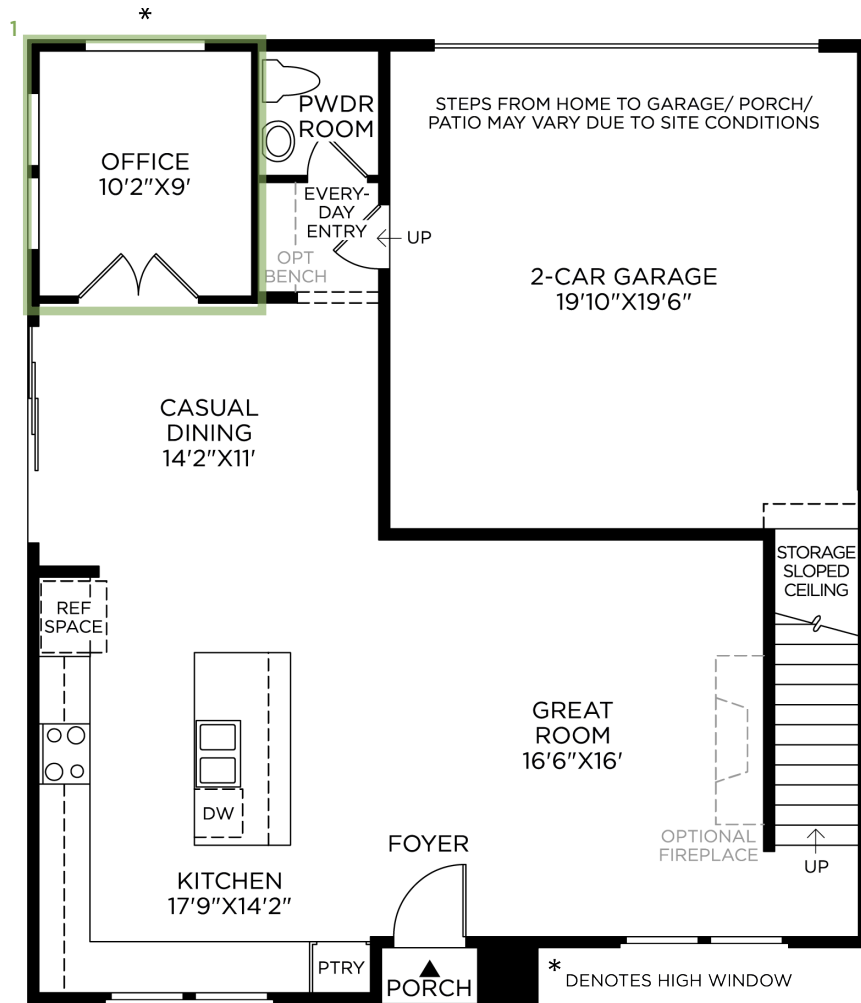 *
1
OFFICE
10'2"X9'
PWDR
ROOM
EVERY-
DAY
ENTRY
OPT
BENCH
UP
STEPS FROM HOME TO GARAGE/ PORCH/
PATIO MAY VARY DUE TO SITE CONDITIONS
2-CAR GARAGE
19'10"X19'6"
CASUAL
DINING
14'2"X11'
STORAGE
SLOPED
CEILING
REF
SPACE
GREAT
ROOM
16'6"X16'
DW
OPTIONAL
FIREPLACE
UP
FOYER
KITCHEN
17'9"X14'2"
PTRY
PORCH
* DENOTES HIGH WINDOW